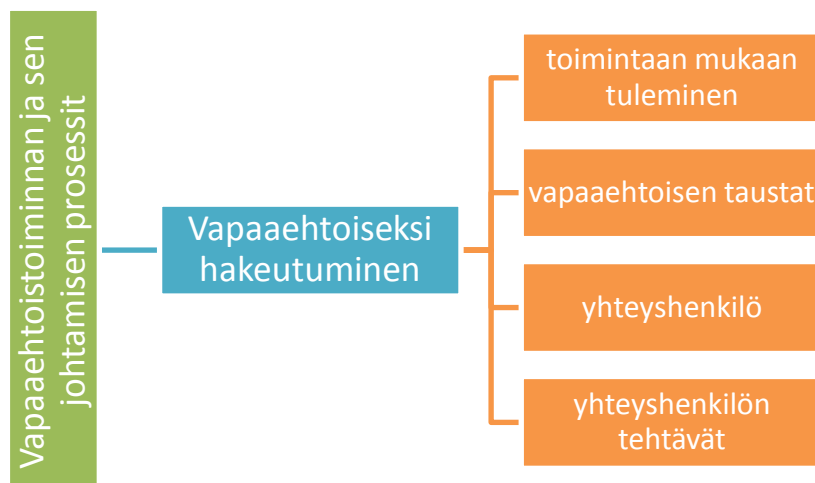 Vapaaehtoistoiminnan ja sen
johtamisen prosessit
Vapaaehtoiseksi
hakeutuminen
toimintaan mukaan
tuleminen
vapaaehtoisen taustat
yhteyshenkilö
yhteyshenkilön
tehtävät